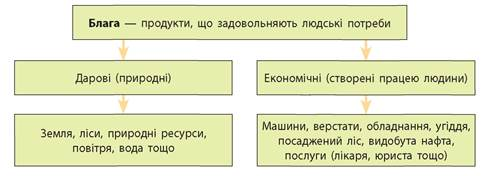 Блага — продукти, що задовольняють людські потреби
Дарові (природні)
Економічні (створені працею людини)
Земля, ліси, природні ресурси,
повітря, вода тощо
Машини, верстати, обладнання, угіддя,
посаджений ліс, видобута нафта,
послуги (лікаря, юриста тощо)